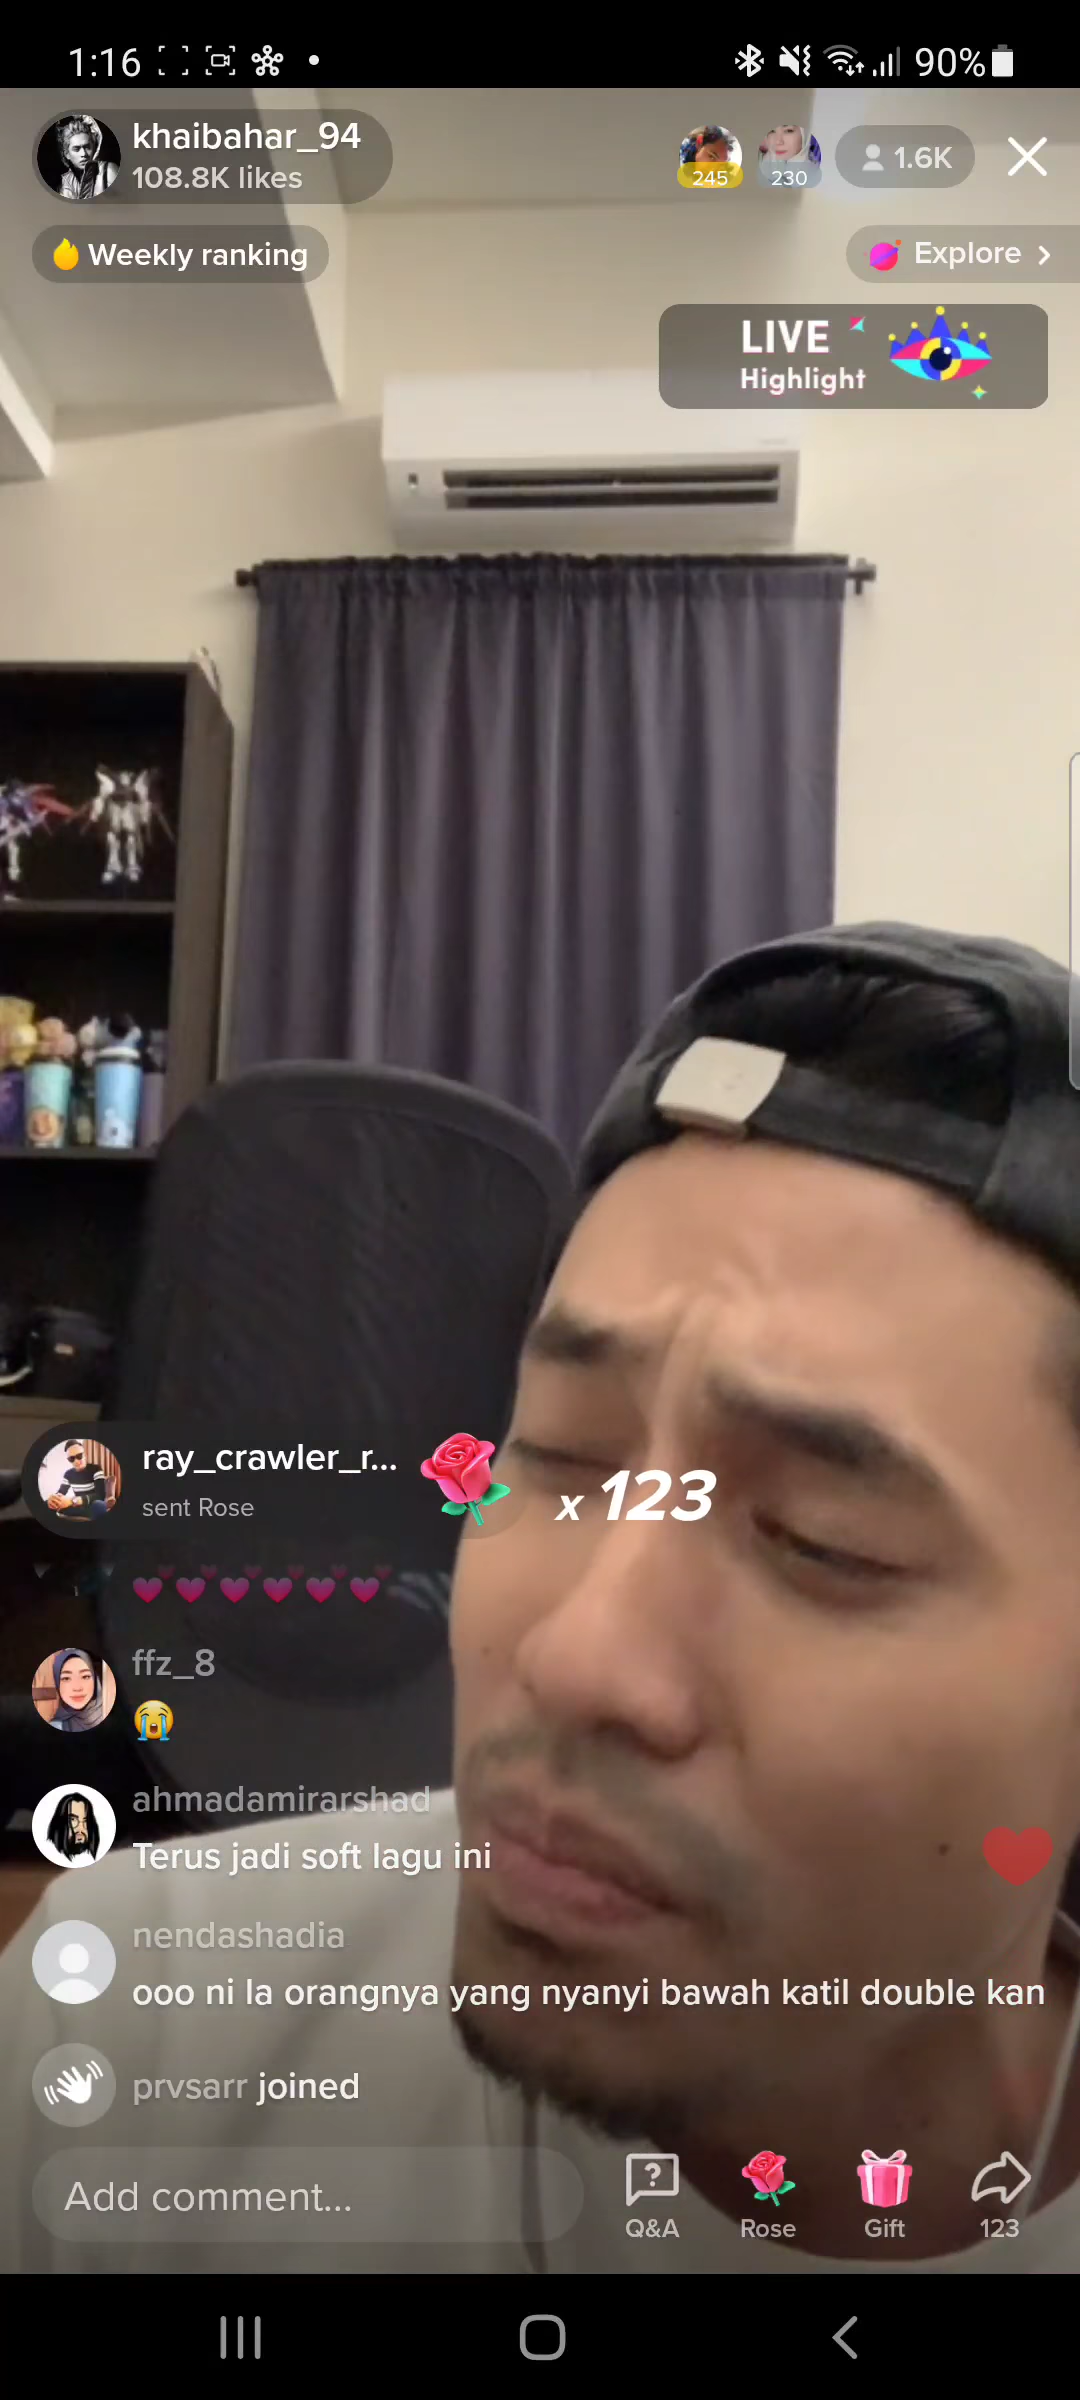 1:16
90%
khaibahar_94
108.8K likes
245
230
1.6K
Weekly ranking
Explore
LIVE
Highlight
ray_crawler_r...
sent Rose
x 123
ffz_8
ahmadamirarshad
Terus jadi soft lagu ini
nendashadia
ooo ni la orangnya yang nyanyi bawah katil double kan
prvsarr joined
Add comment...
Q&A
Rose
Gift
123